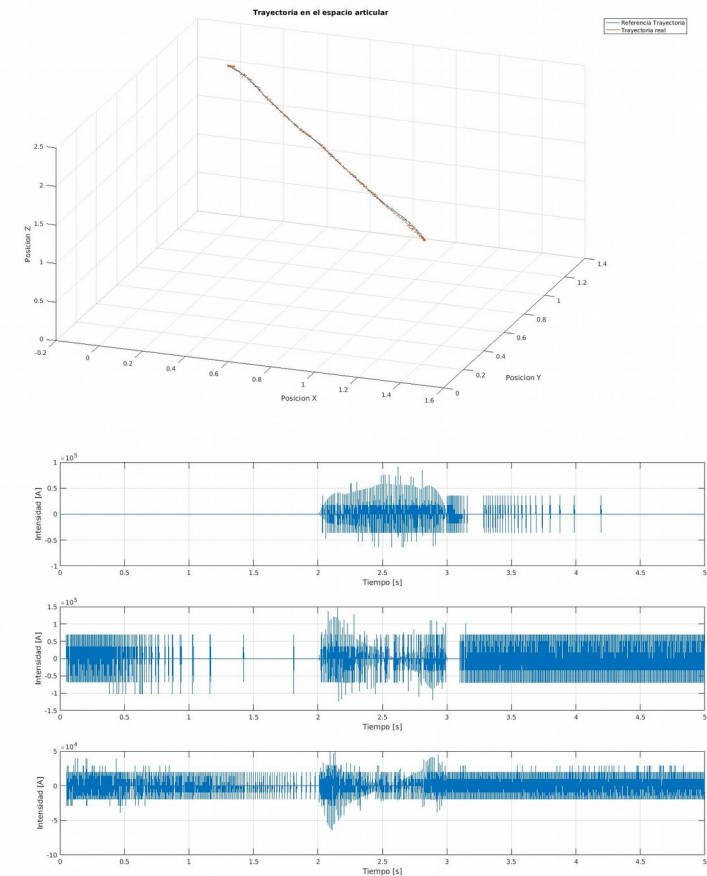 Trayectoria en el espacio articular
Referencia Trayectoria
Trayectoria real
2.5
2
1.5
1
0.5
0
Posicion Z
-0.2
0
0.2
0.4
0.6
0.8
1
1.2
1.4
1.6
Posicion X
0
0.2
0.4
0.6
0.8
1
1.2
1.4
Posicion Y
×10^5
1
0.5
0
-0.5
-1
Intensidad [A]
0 0.5 1 1.5 2 2.5 3 3.5 4 4.5 5
Tiempo [s]
×10^5
1.5
1
0.5
0
-0.5
-1
-1.5
Intensidad [A]
0 0.5 1 1.5 2 2.5 3 3.5 4 4.5 5
Tiempo [s]
×10^4
5
0
-5
-10
Intensidad [A]
0 0.5 1 1.5 2 2.5 3 3.5 4 4.5 5
Tiempo [s]